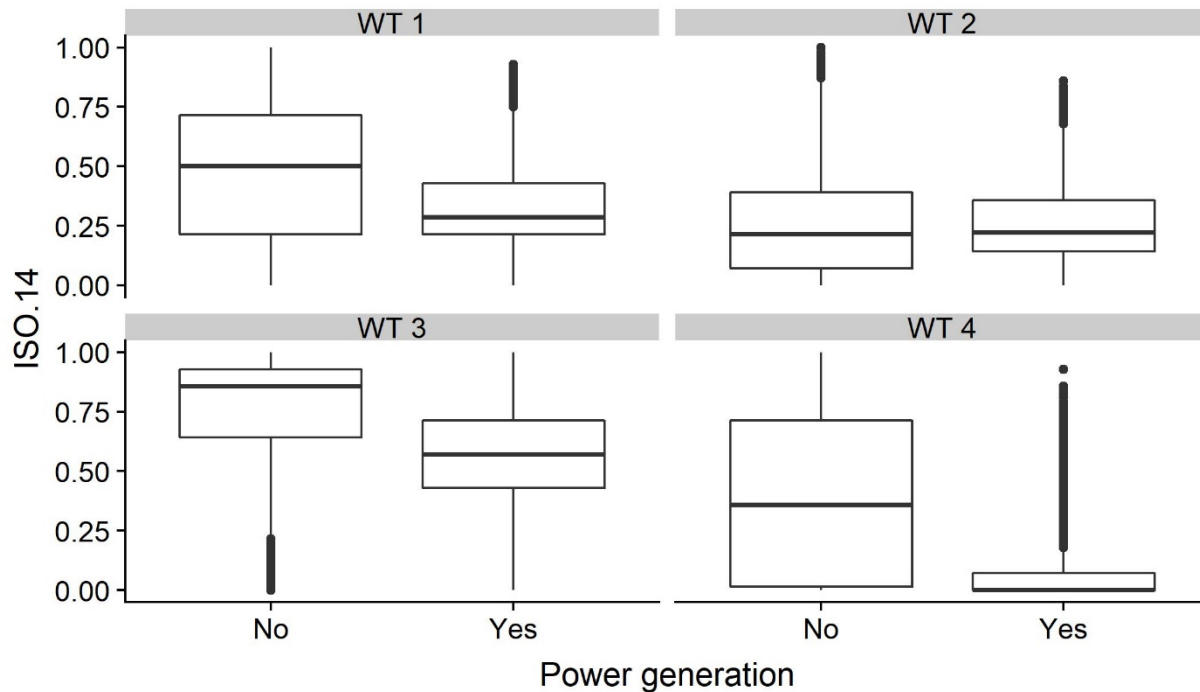 WT 1 WT 2
1.00
0.75
0.50
0.25
0.00
WT 3 WT 4
1.00
0.75
0.50
0.25
0.00
ISO.14
No Yes No Yes
Power generation